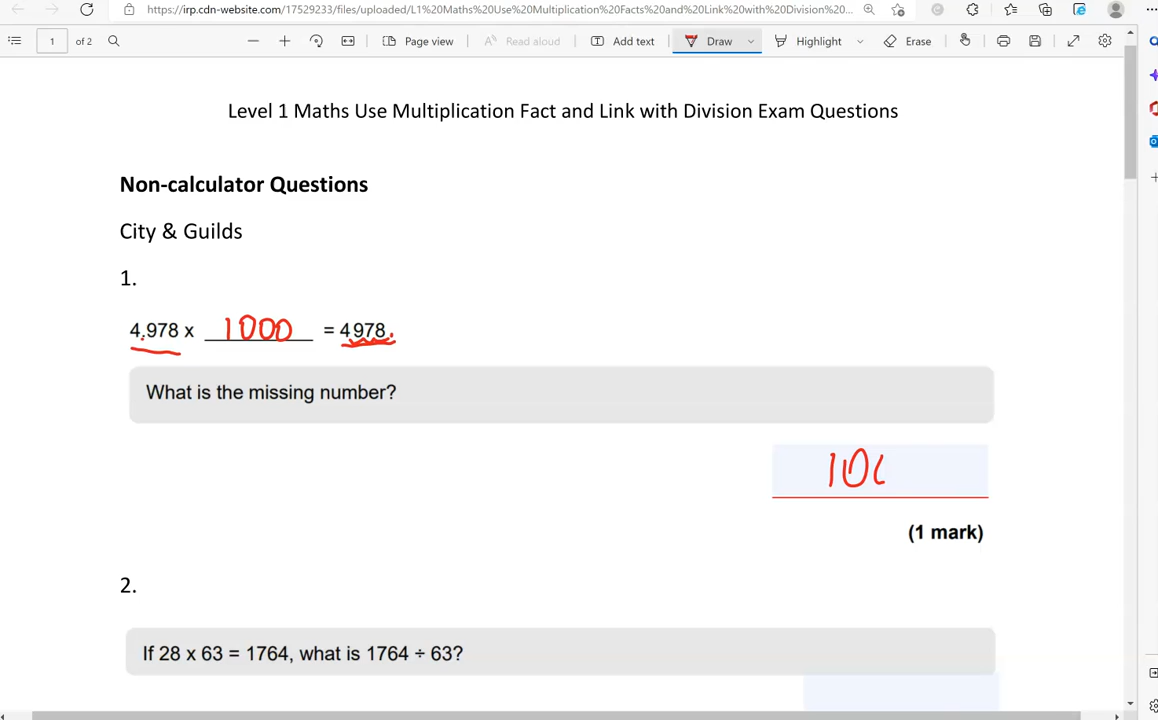 https://irp.cdn-website.com/17529233/files/uploaded/L1%20Maths%20Use%20Multiplication%20Facts%20and%20Link%20with%20Division%20...
1 of 2
Page view
Read aloud
Add text
Draw
Highlight
Erase
Level 1 Maths Use Multiplication Fact and Link with Division Exam Questions
Non-calculator Questions
City & Guilds
1.
4.978 x 1000 = 4978.
What is the missing number?
10
(1 mark)
2.
If 28 x 63 = 1764, what is 1764 ÷ 63?